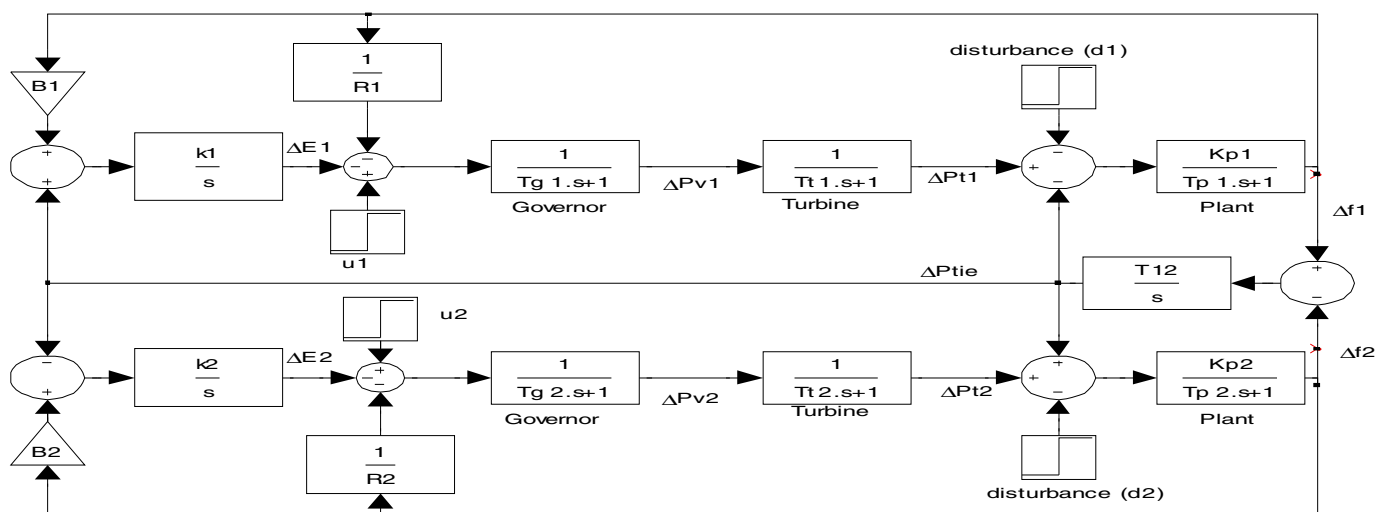 disturbance (d1)
1
R1
B1
+
+
k1
s
ΔE1
−
−
+
1
Tg 1.s+1
Governor
ΔPv1
1
Tt 1.s+1
Turbine
ΔPt1
−
+
−
Kp1
Tp 1.s+1
Plant
Δf1
u1
ΔPtie
T12
s
+
−
u2
−
+
k2
s
ΔE2
+
−
−
1
Tg 2.s+1
Governor
ΔPv2
1
Tt 2.s+1
Turbine
ΔPt2
+
+
−
Kp2
Tp 2.s+1
Plant
Δf2
B2
1
R2
disturbance (d2)